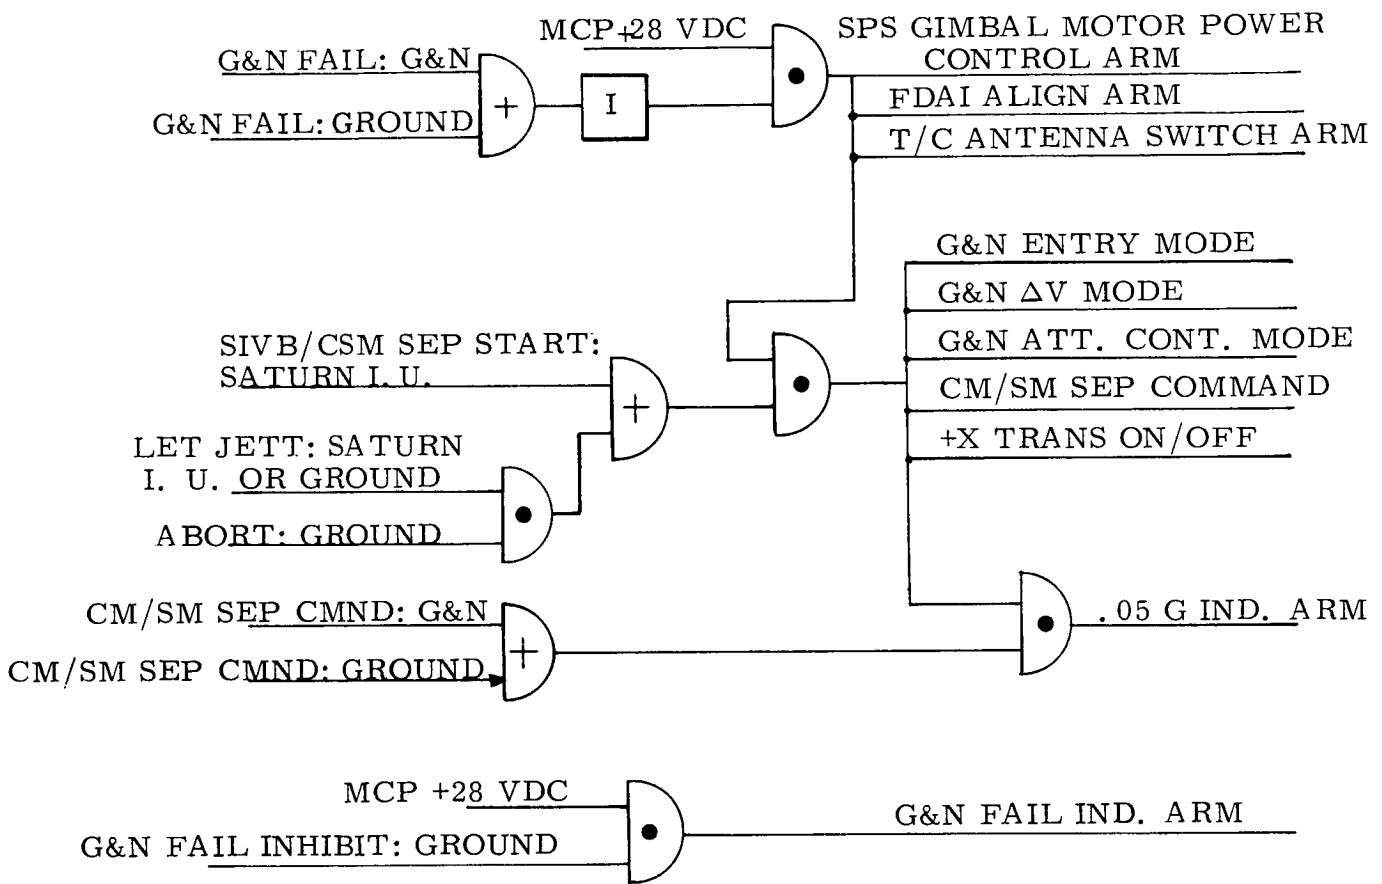 MCP+28 VDC
SPS GIMBAL MOTOR POWER
CONTROL ARM
G&N FAIL: G&N
I
FDAI ALIGN ARM
G&N FAIL: GROUND
+
T/C ANTENNA SWITCH ARM
G&N ENTRY MODE
G&N ΔV MODE
SIVB/CSM SEP START:
SATURN I. U.
G&N ATT. CONT. MODE
CM/SM SEP COMMAND
+
+X TRANS ON/OFF
LET JETT: SATURN
I. U. OR GROUND
ABORT: GROUND
CM/SM SEP CMND: G&N
.05 G IND. ARM
+
CM/SM SEP CMND: GROUND
MCP +28 VDC
G&N FAIL IND. ARM
G&N FAIL INHIBIT: GROUND